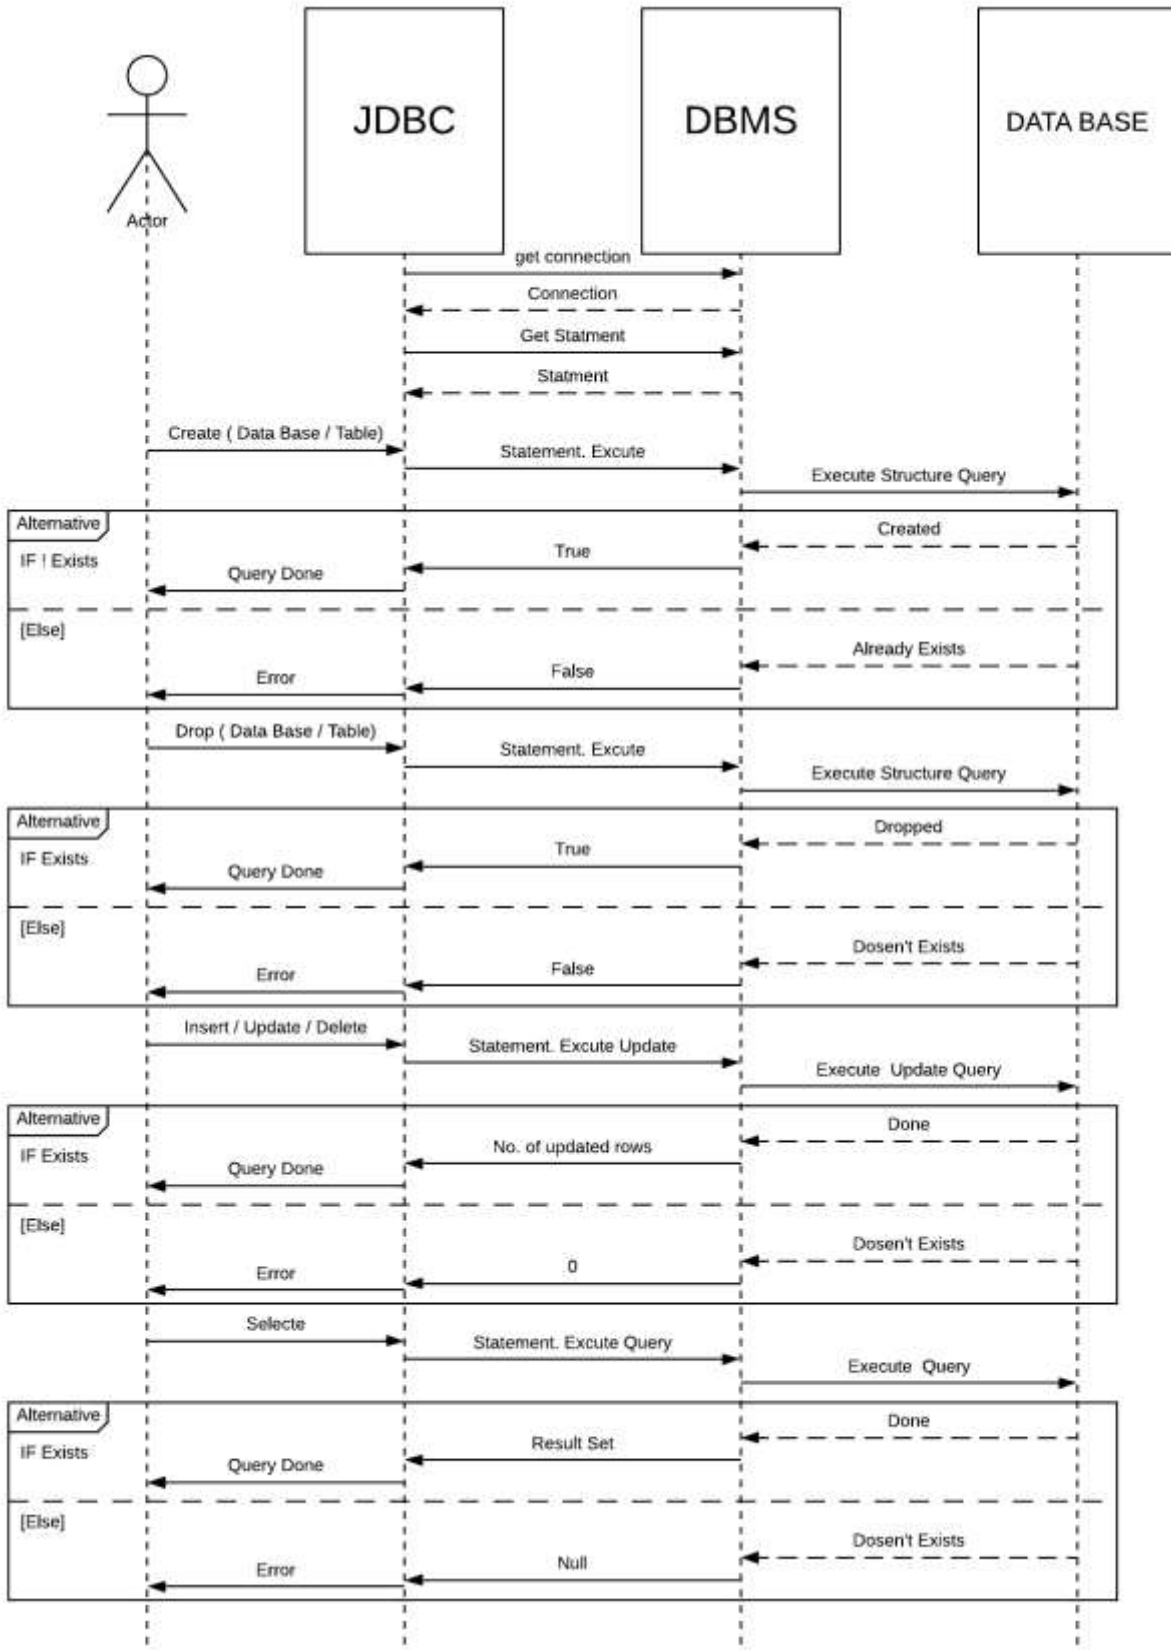 JDBC
DBMS
DATA BASE
Actor
get connection
Connection
Get Statment
Statment
Create ( Data Base / Table)
Statement. Excute
Execute Structure Query
Alternative
Created
IF ! Exists
True
Query Done
[Else]
Already Exists
False
Error
Drop ( Data Base / Table)
Statement. Excute
Execute Structure Query
Alternative
Dropped
IF Exists
True
Query Done
[Else]
Dosen't Exists
False
Error
Insert / Update / Delete
Statement. Excute Update
Execute Update Query
Alternative
Done
IF Exists
No. of updated rows
Query Done
[Else]
Dosen't Exists
0
Error
Selecte
Statement. Excute Query
Execute Query
Alternative
Done
IF Exists
Result Set
Query Done
[Else]
Dosen't Exists
Null
Error